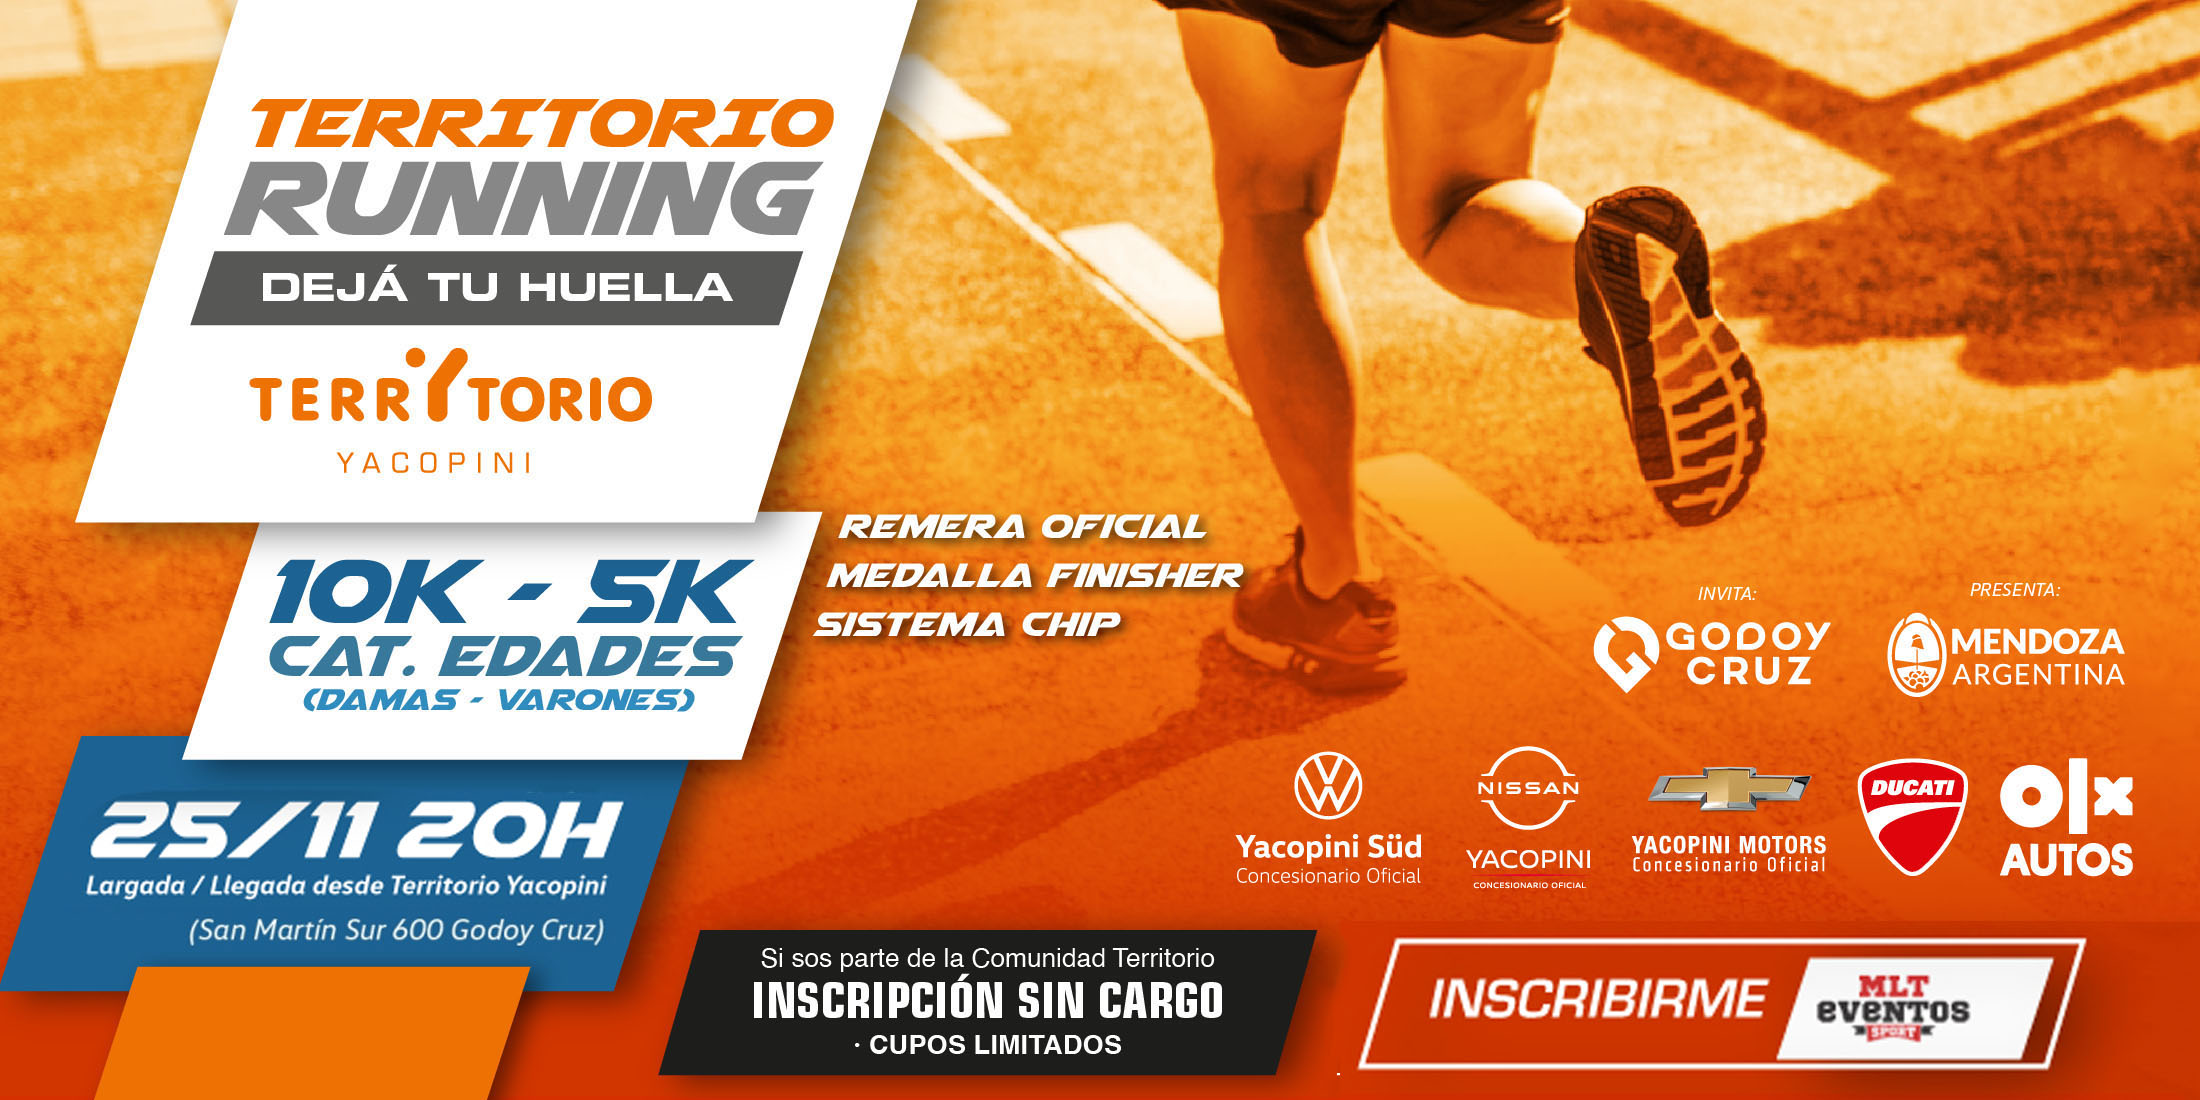 TERRITORIO
RUNNING
DEJÁ TU HUELLA
TERRYTORIO
YACOPINI
10K - 5K
CAT. EDADES
(DAMAS - VARONES)
REMERA OFICIAL
MEDALLA FINISHER
SISTEMA CHIP
25/11 20H
Largada / Llegada desde Territorio Yacopini
(San Martín Sur 600 Godoy Cruz)
INVITA:
GODOY
CRUZ
PRESENTA:
MENDOZA
ARGENTINA
Yacopini Süd
Concesionario Oficial
NISSAN
YACOPINI
CONCESIONARIO OFICIAL
YACOPINI MOTORS
Concesionario Oficial
DUCATI
olx
AUTOS
Si sos parte de la Comunidad Territorio
INSCRIPCIÓN SIN CARGO
· CUPOS LIMITADOS
INSCRIBIRME
MLT
eventos
SPORT